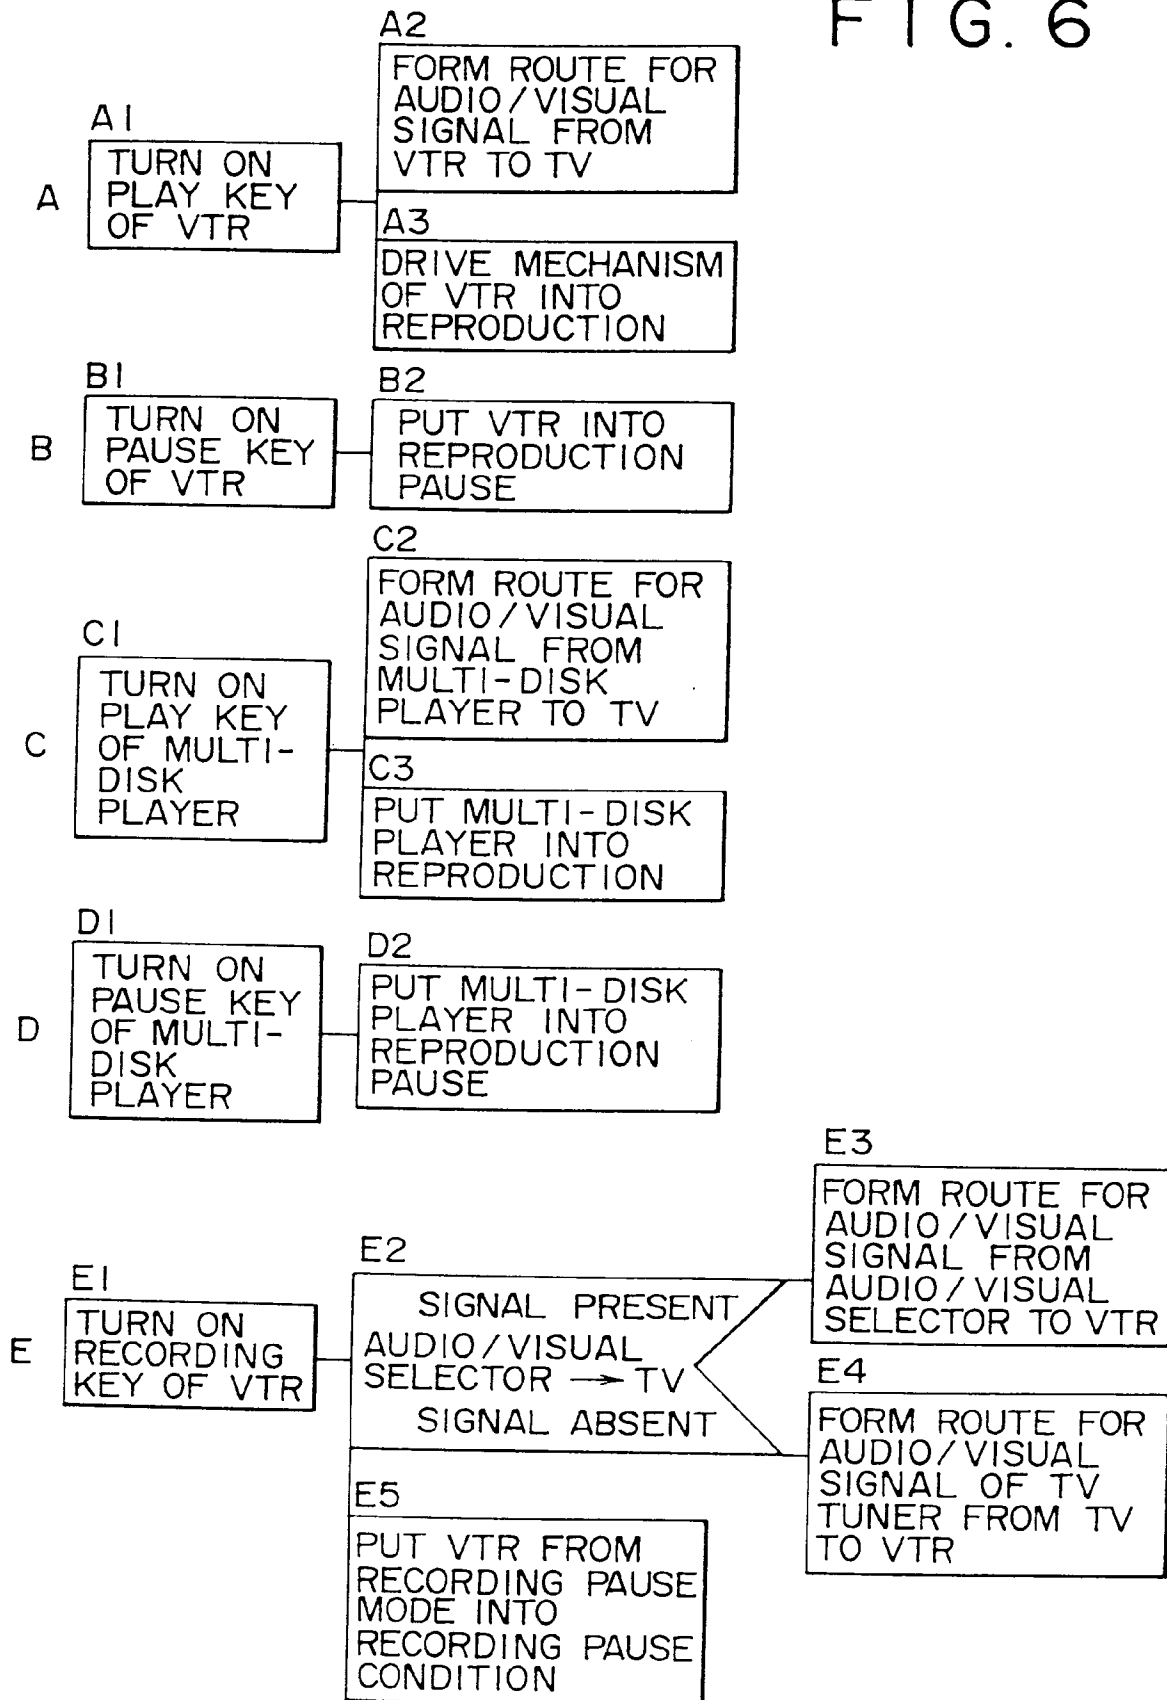 FIG. 6
A2
FORM ROUTE FOR
AUDIO/VISUAL
SIGNAL FROM
VTR TO TV
A1
TURN ON
PLAY KEY
OF VTR
A
A3
DRIVE MECHANISM
OF VTR INTO
REPRODUCTION
B1
TURN ON
PAUSE KEY
OF VTR
B
B2
PUT VTR INTO
REPRODUCTION
PAUSE
C2
FORM ROUTE FOR
AUDIO/VISUAL
SIGNAL FROM
MULTI-DISK
PLAYER TO TV
C1
TURN ON
PLAY KEY
OF MULTI-
DISK
PLAYER
C
C3
PUT MULTI-DISK
PLAYER INTO
REPRODUCTION
D1
TURN ON
PAUSE KEY
OF MULTI-
DISK
PLAYER
D
D2
PUT MULTI-DISK
PLAYER INTO
REPRODUCTION
PAUSE
E3
FORM ROUTE FOR
AUDIO/VISUAL
SIGNAL FROM
AUDIO/VISUAL
SELECTOR TO VTR
E1
TURN ON
RECORDING
KEY OF VTR
E
E2
SIGNAL PRESENT
AUDIO/VISUAL
SELECTOR → TV
SIGNAL ABSENT
E4
FORM ROUTE FOR
AUDIO/VISUAL
SIGNAL OF TV
TUNER FROM TV
TO VTR
E5
PUT VTR FROM
RECORDING PAUSE
MODE INTO
RECORDING PAUSE
CONDITION